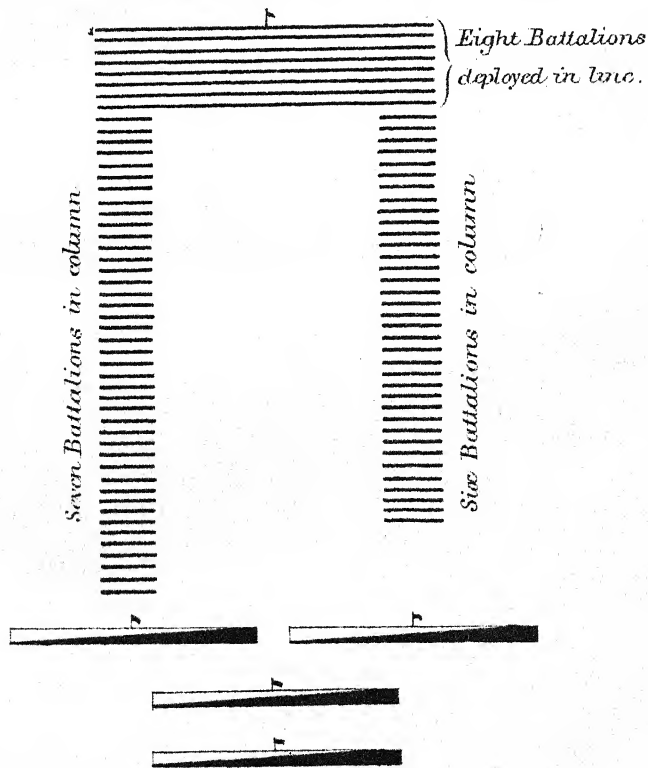 Eight Battalions
deployed in line.
Seven Battalions in column
Six Battalions in column